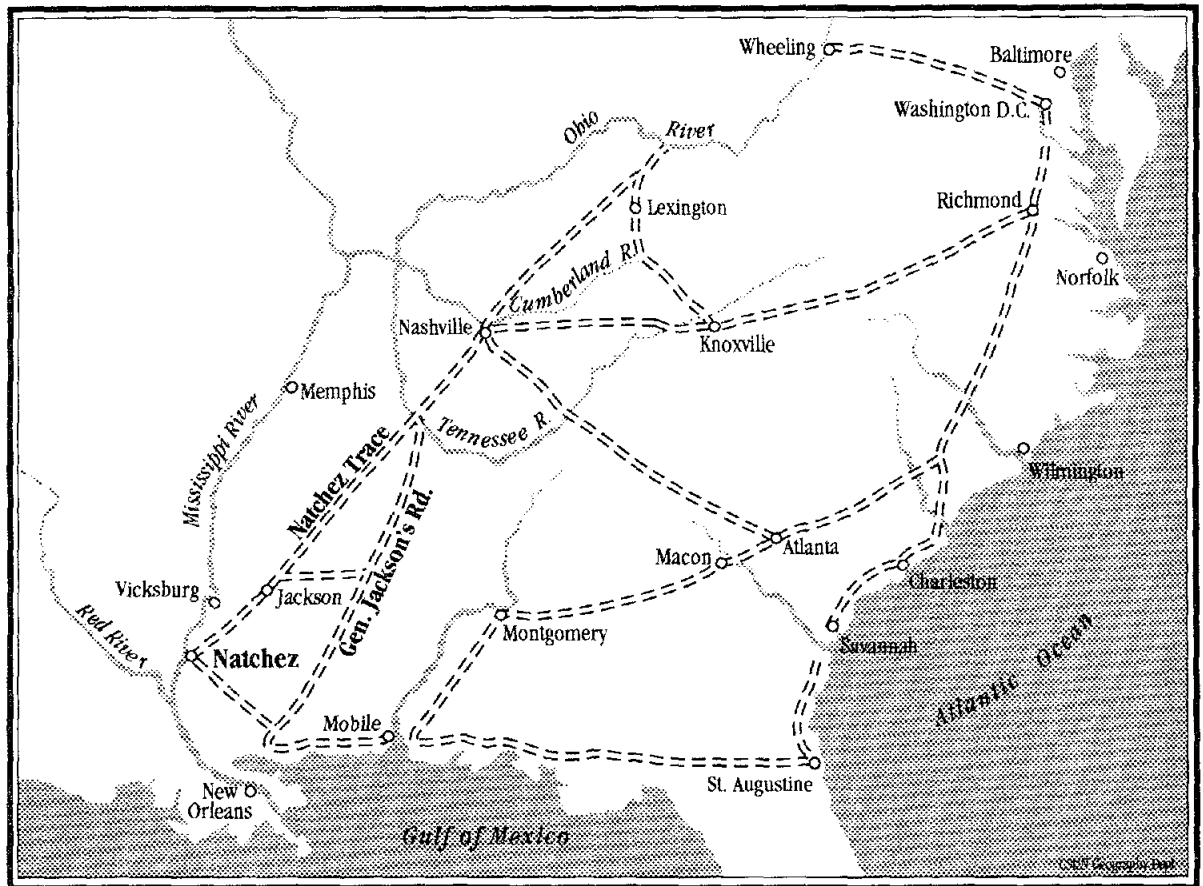 Wheeling
Baltimore
Washington D.C.
Ohio
River
Lexington
Richmond
Cumberland R.
Norfolk
Nashville
Knoxville
Memphis
Mississippi River
Tennessee R.
Natchez Trace
Wilmington
Gen. Jackson's Rd.
Macon
Atlanta
Vicksburg
Jackson
Charleston
Red River
Montgomery
Natchez
Savannah
Atlantic Ocean
Mobile
St. Augustine
New
Orleans
Gulf of Mexico
Geography Dept.